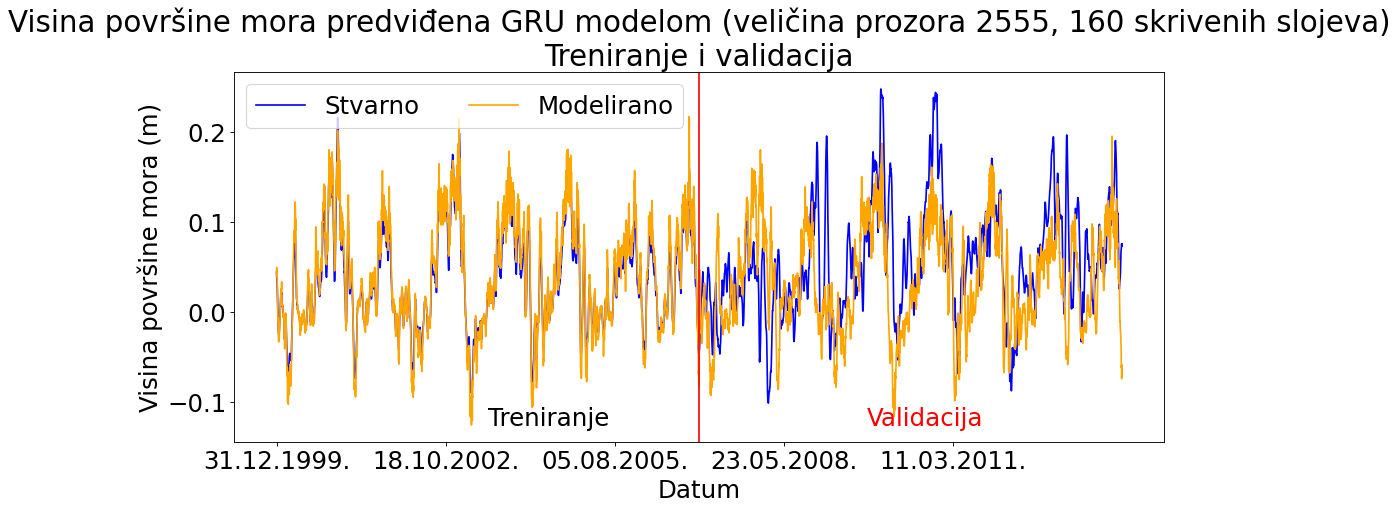 Visina površine mora predviđena GRU modelom (veličina prozora 2555, 160 skrivenih slojeva)
Treniranje i validacija
Stvarno
Modelirano
Visina površine mora (m)
0.2
0.1
0.0
−0.1
Treniranje
Validacija
31.12.1999.
18.10.2002.
05.08.2005.
23.05.2008.
11.03.2011.
Datum